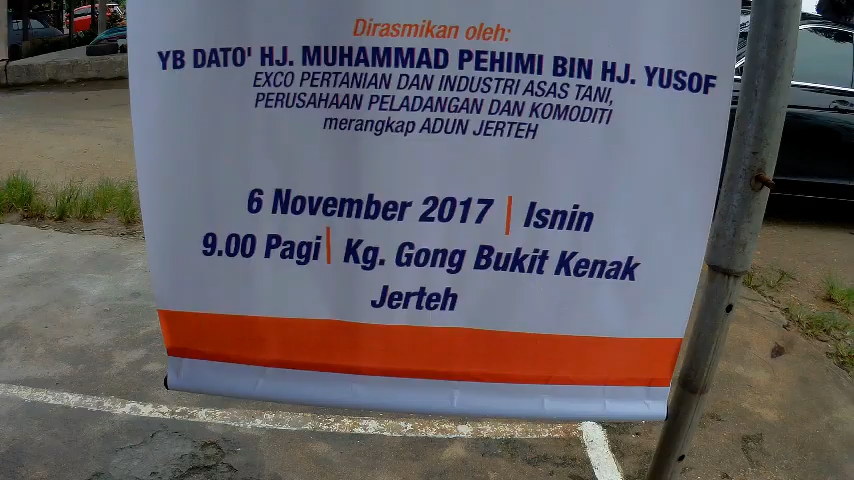 Dirasmikan oleh:
YB DATO' HJ. MUHAMMAD PEHIMI BIN HJ. YUSOF
EXCO PERTANIAN DAN INDUSTRI ASAS TANI,
PERUSAHAAN PELADANGAN DAN KOMODITI
merangkap ADUN JERTEH
6 November 2017 | Isnin
9.00 Pagi | Kg. Gong Bukit Kenak
Jerteh